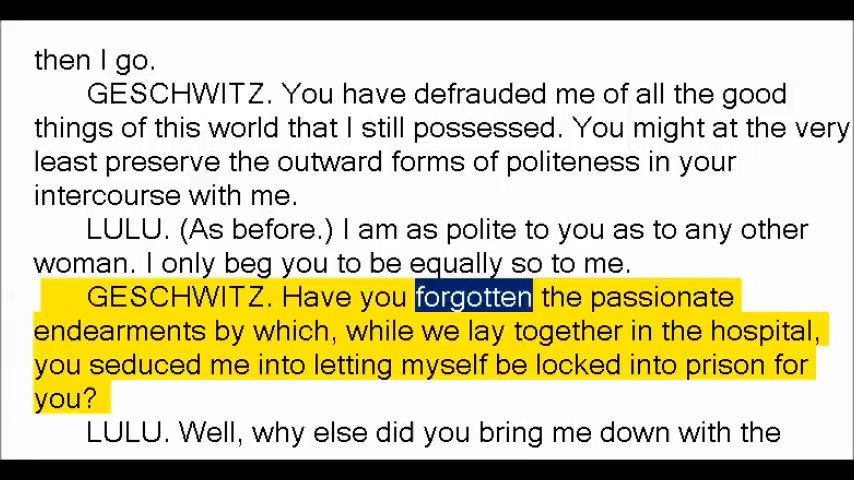 then I go.
GESCHWITZ. You have defrauded me of all the good
things of this world that I still possessed. You might at the very
least preserve the outward forms of politeness in your
intercourse with me.
LULU. (As before.) I am as polite to you as to any other
woman. I only beg you to be equally so to me.
GESCHWITZ. Have you forgotten the passionate
endearments by which, while we lay together in the hospital,
you seduced me into letting myself be locked into prison for
you?
LULU. Well, why else did you bring me down with the